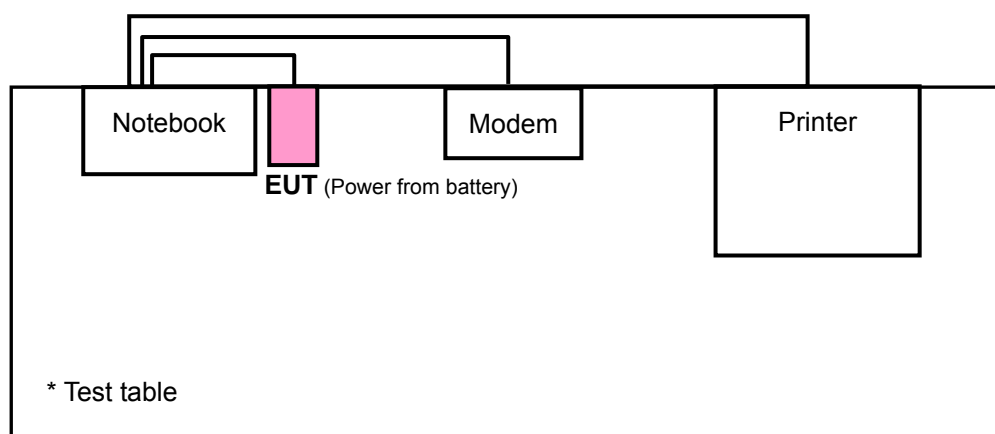 Notebook
Modem
Printer
EUT (Power from battery)
* Test table